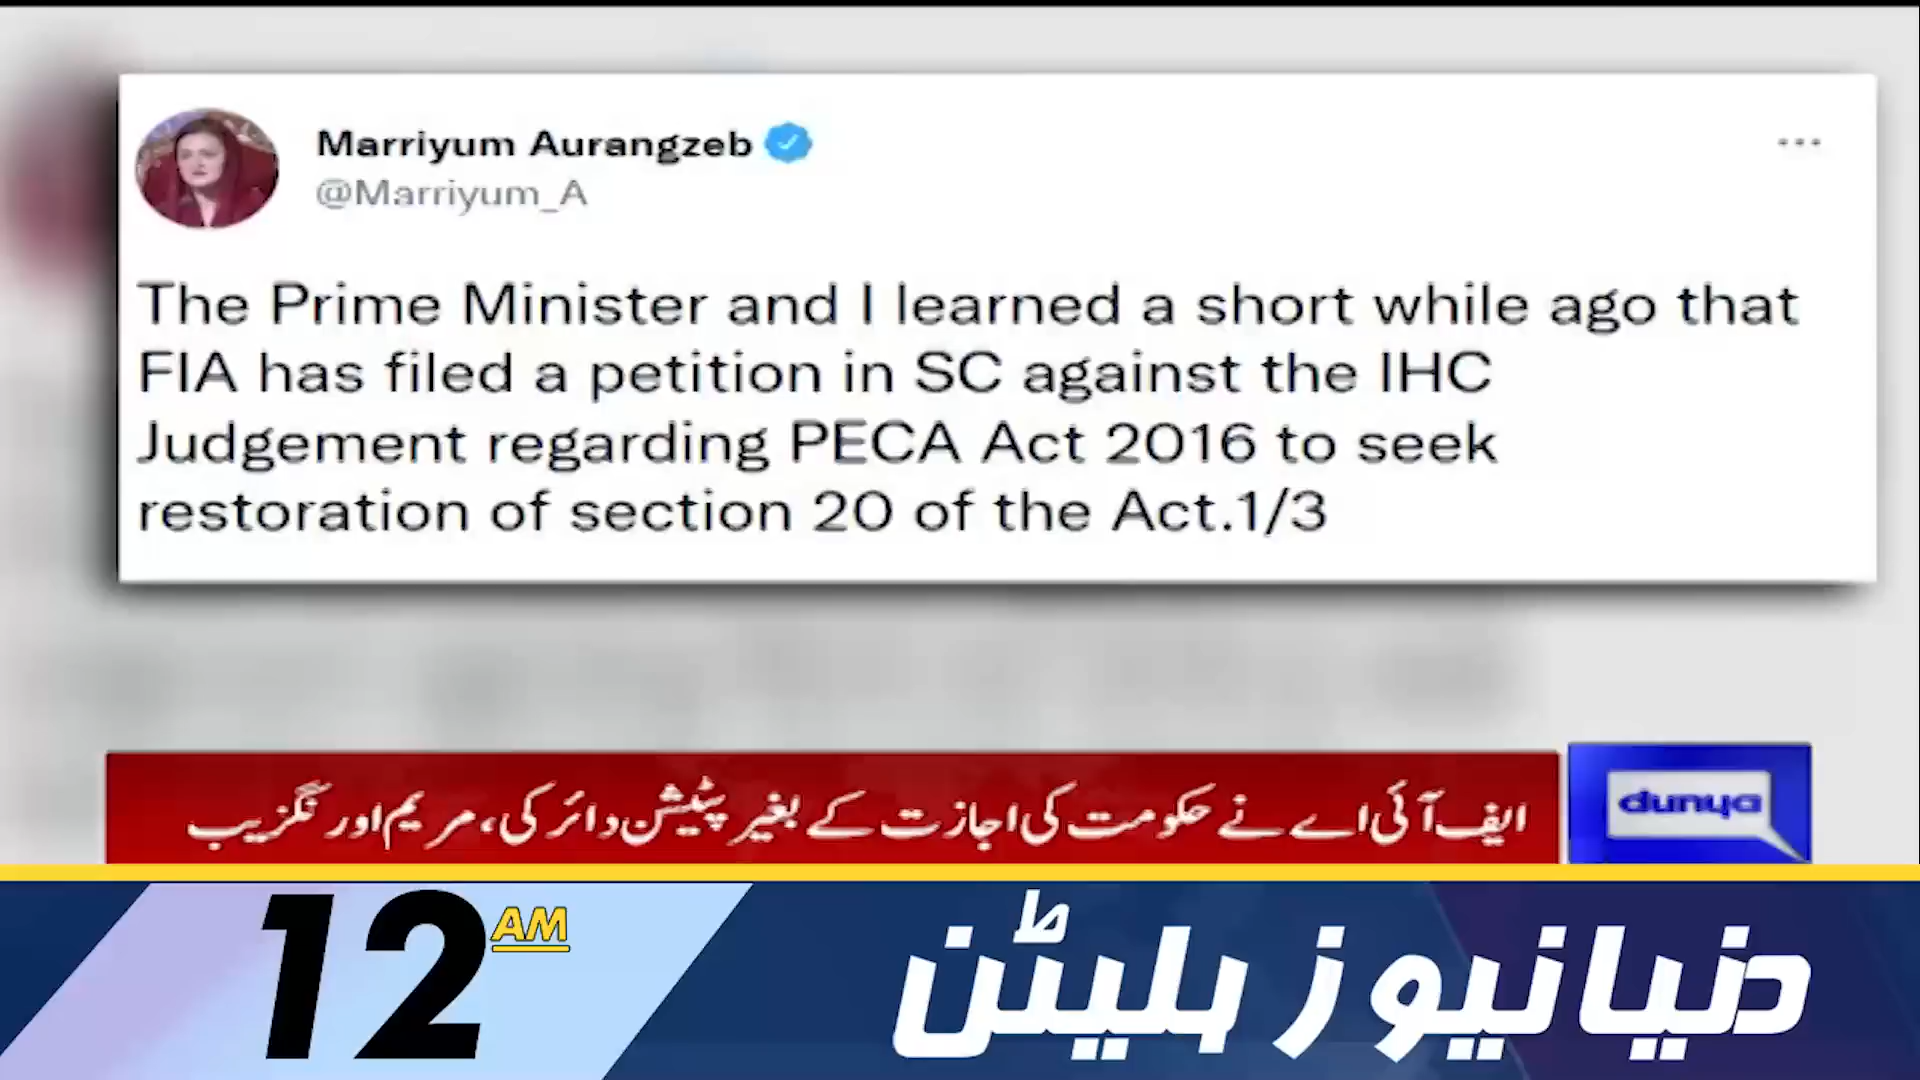 Marriyum Aurangzeb
@Marriyum_A
The Prime Minister and I learned a short while ago that
FIA has filed a petition in SC against the IHC
Judgement regarding PECA Act 2016 to seek
restoration of section 20 of the Act.1/3
ایف آئی اے نے حکومت کی اجازت کے بغیر پٹیشن دائر کی، مریم اورنگزیب
dunya
12 AM
دنیا نیوز بلیٹن